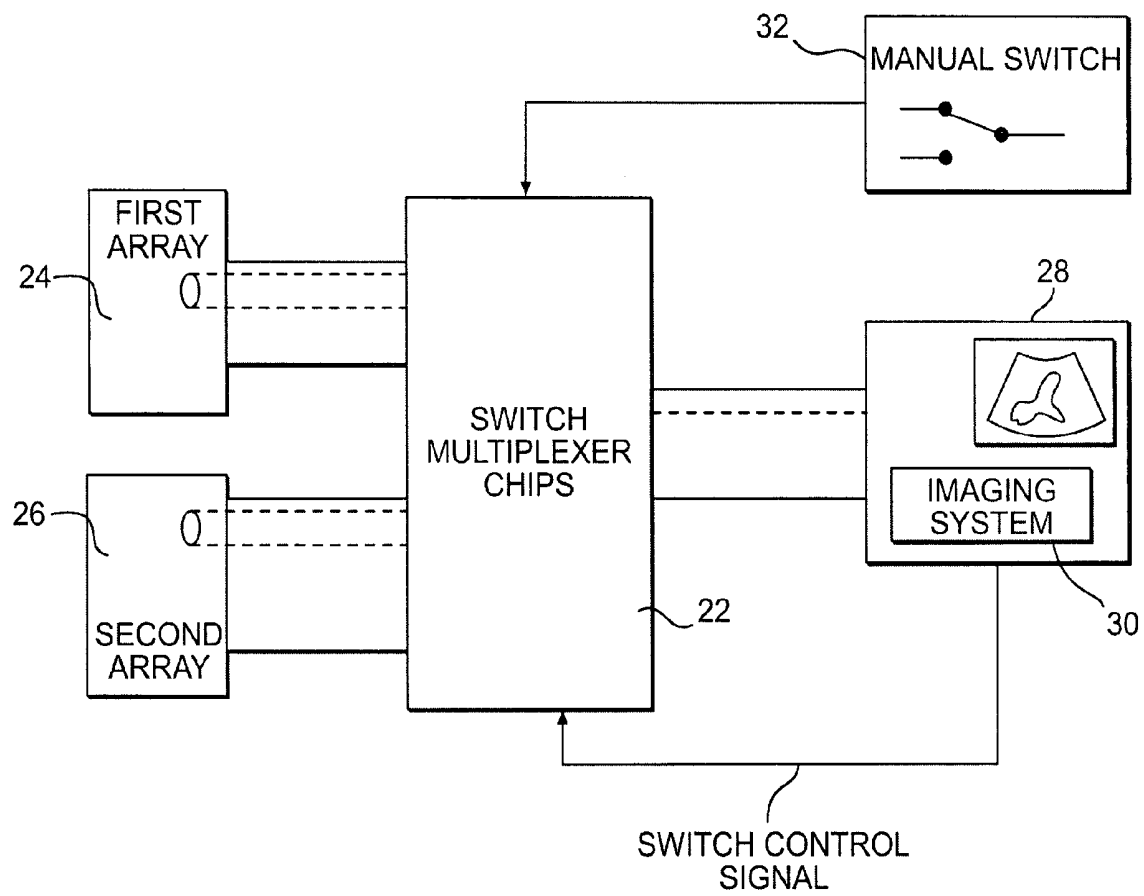 32
MANUAL SWITCH
FIRST
ARRAY
24
28
SWITCH
MULTIPLEXER
CHIPS
IMAGING
SYSTEM
26
22
30
SECOND
ARRAY
SWITCH CONTROL
SIGNAL